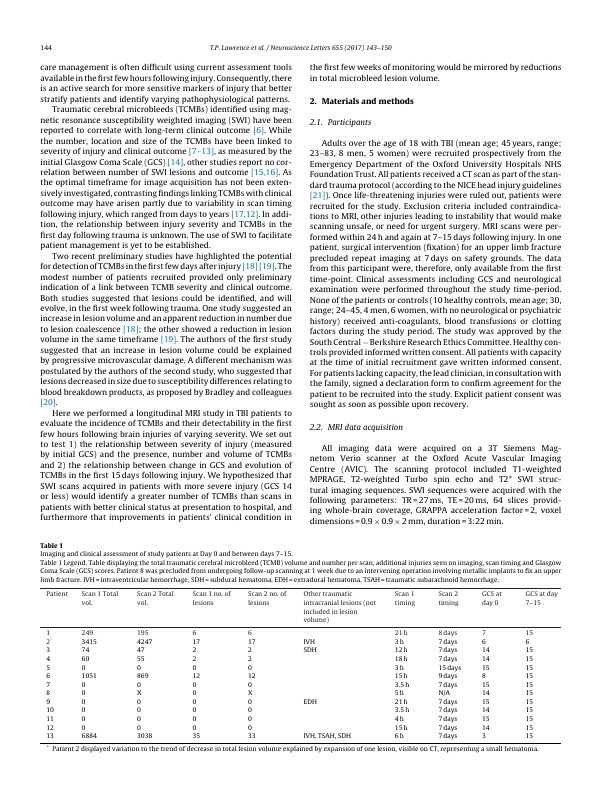 144
T.P. Lawrence et al. / Neuroscience Letters 655 (2017) 143–150
care management is often difficult using current assessment tools
available in the first few hours following injury. Consequently, there
is an active search for more sensitive markers of injury that better
stratify patients and identify varying pathophysiological patterns.
Traumatic cerebral microbleeds (TCMBs) identified using mag-
netic resonance susceptibility weighted imaging (SWI) have been
reported to correlate with long-term clinical outcome [6]. While
the number, location and size of the TCMBs have been linked to
severity of injury and clinical outcome [7–13], as measured by the
initial Glasgow Coma Scale (GCS) [14], other studies report no cor-
relation between number of SWI lesions and outcome [15,16]. As
the optimal timeframe for image acquisition has not been exten-
sively investigated, contrasting findings linking TCMBs with clinical
outcome may have arisen partly due to variability in scan timing
following injury, which ranged from days to years [17,12]. In addi-
tion, the relationship between injury severity and TCMBs in the
first day following trauma is unknown. The use of SWI to facilitate
patient management is yet to be established.
Two recent preliminary studies have highlighted the potential
for detection of TCMBs in the first few days after injury [18] [19]. The
modest number of patients recruited provided only preliminary
indication of a link between TCMB severity and clinical outcome.
Both studies suggested that lesions could be identified, and will
evolve, in the first week following trauma. One study suggested an
increase in lesion volume and an apparent reduction in number due
to lesion coalescence [18]; the other showed a reduction in lesion
volume in the same timeframe [19]. The authors of the first study
suggested that an increase in lesion volume could be explained
by progressive microvascular damage. A different mechanism was
postulated by the authors of the second study, who suggested that
lesions decreased in size due to susceptibility differences relating to
blood breakdown products, as proposed by Bradley and colleagues
[20].
Here we performed a longitudinal MRI study in TBI patients to
evaluate the incidence of TCMBs and their detectability in the first
few hours following brain injuries of varying severity. We set out
to test 1) the relationship between severity of injury (measured
by initial GCS) and the presence, number and volume of TCMBs
and 2) the relationship between change in GCS and evolution of
TCMBs in the first 15 days following injury. We hypothesized that
SWI scans acquired in patients with more severe injury (GCS 14
or less) would identify a greater number of TCMBs than scans in
patients with better clinical status at presentation to hospital, and
furthermore that improvements in patients' clinical condition in
the first few weeks of monitoring would be mirrored by reductions
in total microbleed lesion volume.
2. Materials and methods
2.1. Participants
Adults over the age of 18 with TBI (mean age; 45 years, range;
23–83, 8 men, 5 women) were recruited prospectively from the
Emergency Department of the Oxford University Hospitals NHS
Foundation Trust. All patients received a CT scan as part of the stan-
dard trauma protocol (according to the NICE head injury guidelines
[21]). Once life-threatening injuries were ruled out, patients were
recruited for the study. Exclusion criteria included contraindica-
tions to MRI, other injuries leading to instability that would make
scanning unsafe, or need for urgent surgery. MRI scans were per-
formed within 24 h and again at 7–15 days following injury. In one
patient, surgical intervention (fixation) for an upper limb fracture
precluded repeat imaging at 7 days on safety grounds. The data
from this participant were, therefore, only available from the first
time-point. Clinical assessments including GCS and neurological
examination were performed throughout the study time-period.
None of the patients or controls (10 healthy controls, mean age; 30,
range; 24–45, 4 men, 6 women, with no neurological or psychiatric
history) received anti-coagulants, blood transfusions or clotting
factors during the study period. The study was approved by the
South Central – Berkshire Research Ethics Committee. Healthy con-
trols provided informed written consent. All patients with capacity
at the time of initial recruitment gave written informed consent.
For patients lacking capacity, the lead clinician, in consultation with
the family, signed a declaration form to confirm agreement for the
patient to be recruited into the study. Explicit patient consent was
sought as soon as possible upon recovery.
2.2. MRI data acquisition
All imaging data were acquired on a 3T Siemens Mag-
netom Verio scanner at the Oxford Acute Vascular Imaging
Centre (AVIC). The scanning protocol included T1-weighted
MPRAGE, T2-weighted Turbo spin echo and T2* SWI struc-
tural imaging sequences. SWI sequences were acquired with the
following parameters: TR = 27 ms, TE = 20 ms, 64 slices provid-
ing whole-brain coverage, GRAPPA acceleration factor = 2, voxel
dimensions = 0.9 × 0.9 × 2 mm, duration = 3:22 min.
Table 1
Imaging and clinical assessment of study patients at Day 0 and between days 7–15.
Table 1 Legend. Table displaying the total traumatic cerebral microbleed (TCMB) volume and number per scan, additional injuries seen on imaging, scan timing and Glasgow
Coma Scale (GCS) scores. Patient 8 was precluded from undergoing follow-up scanning at 1 week due to an intervening operation involving metallic implants to fix an upper
limb fracture. IVH = intraventricular hemorrhage, SDH = subdural hematoma, EDH = extradural hematoma, TSAH = traumatic subarachnoid hemorrhage.
Patient Scan 1 Total vol. Scan 2 Total vol. Scan 1 no. of lesions Scan 2 no. of lesions Other traumatic intracranial lesions (not included in lesion volume) Scan 1 timing Scan 2 timing GCS at day 0 GCS at day 7–15
1 249 195 6 6 21 h 8 days 7 15
2* 3415 4247 17 17 IVH 3 h 7 days 6 6
3 74 47 2 2 SDH 12 h 7 days 14 15
4 60 55 2 2 18 h 7 days 14 15
5 0 0 0 0 3 h 15 days 15 15
6 1051 869 12 12 15 h 9 days 8 15
7 0 0 0 0 3.5 h 7 days 15 15
8 0 X 0 X 5 h N/A 14 15
9 0 0 0 0 EDH 21 h 7 days 15 15
10 0 0 0 0 3.5 h 7 days 14 15
11 0 0 0 0 4 h 7 days 15 15
12 0 0 0 0 15 h 7 days 14 15
13 6884 3038 35 33 IVH, TSAH, SDH 6 h 7 days 3 15
* Patient 2 displayed variation to the trend of decrease in total lesion volume explained by expansion of one lesion, visible on CT, representing a small hematoma.